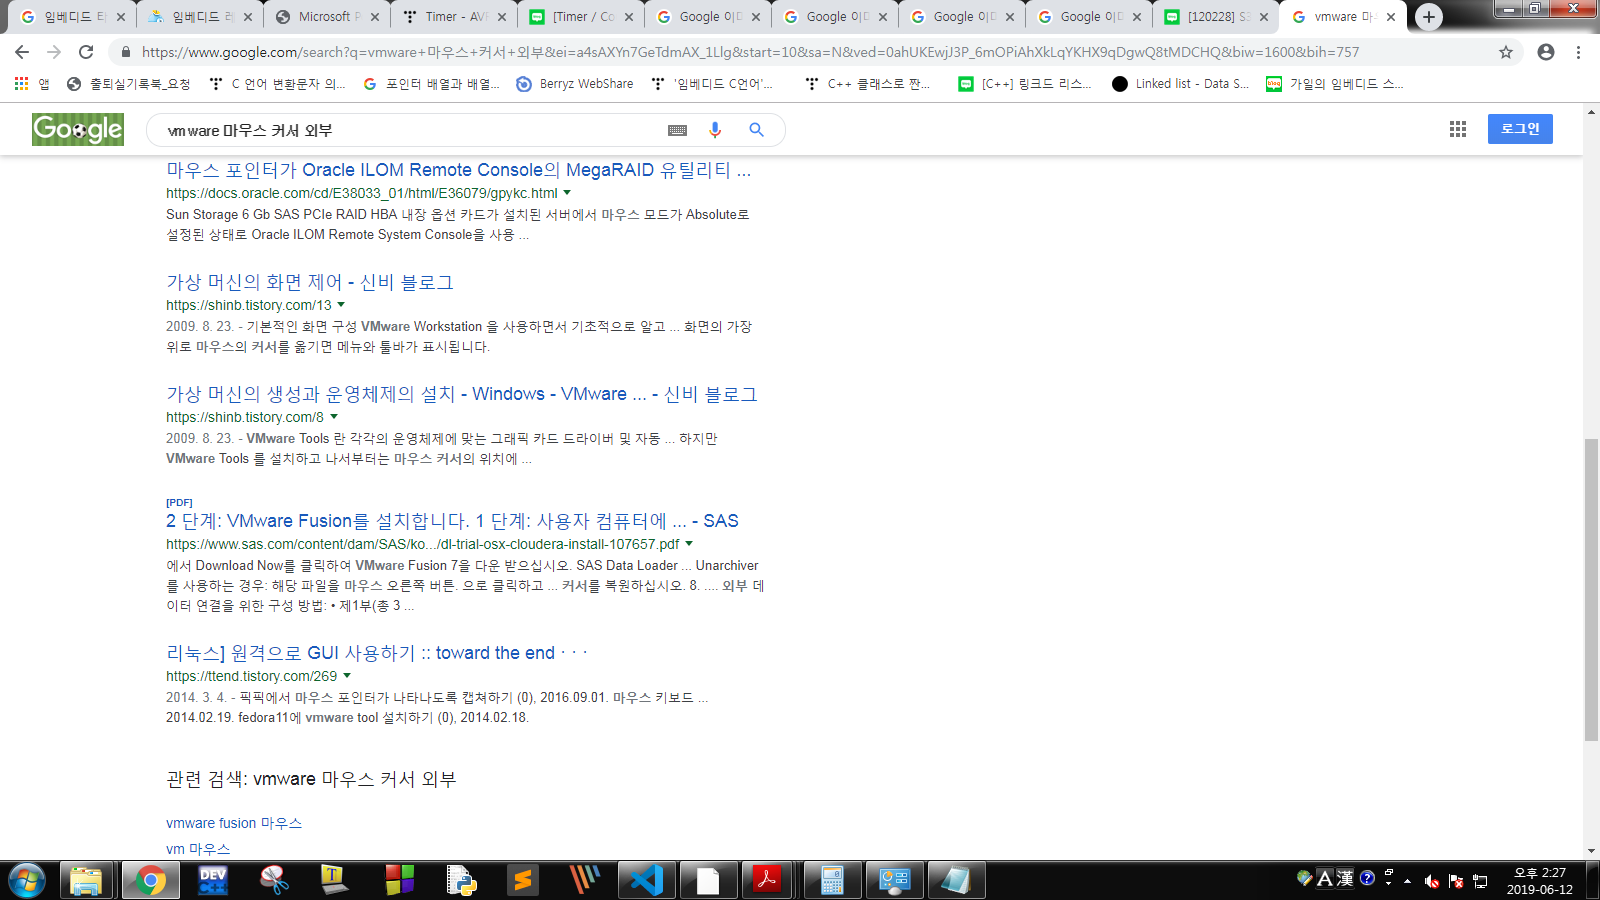 임베디드 타
임베디드 레
Microsoft P
Timer - AV
[Timer / Co
Google 이미
Google 이미
Google 이미
Google 이미
[120228] S3
vmware 마우
https://www.google.com/search?q=vmware+마우스+커서+외부&ei=a4sAXYn7GeTdmAX_1Llg&start=10&sa=N&ved=0ahUKEwjJ3P_6mOPiAhXkLqYKHX9qDgwQ8tMDCHQ&biw=1600&bih=757
앱
출퇴실기록북_요청
C 언어 변환문자 의...
포인터 배열과 배열...
Berryz WebShare
'임베디드 C언어'...
C++ 클래스로 짠...
[C++] 링크드 리스...
Linked list - Data S...
가일의 임베디드 스...
Google
vmware 마우스 커서 외부
로그인
마우스 포인터가 Oracle ILOM Remote Console의 MegaRAID 유틸리티 ...
https://docs.oracle.com/cd/E38033_01/html/E36079/gpykc.html
Sun Storage 6 Gb SAS PCIe RAID HBA 내장 옵션 카드가 설치된 서버에서 마우스 모드가 Absolute로
설정된 상태로 Oracle ILOM Remote System Console을 사용 ...
가상 머신의 화면 제어 - 신비 블로그
https://shinb.tistory.com/13
2009. 8. 23. - 기본적인 화면 구성 VMware Workstation 을 사용하면서 기초적으로 알고 ... 화면의 가장
위로 마우스의 커서를 옮기면 메뉴와 툴바가 표시됩니다.
가상 머신의 생성과 운영체제의 설치 - Windows - VMware ... - 신비 블로그
https://shinb.tistory.com/8
2009. 8. 23. - VMware Tools 란 각각의 운영체제에 맞는 그래픽 카드 드라이버 및 자동 ... 하지만
VMware Tools 를 설치하고 나서부터는 마우스 커서의 위치에 ...
[PDF]
2 단계: VMware Fusion를 설치합니다. 1 단계: 사용자 컴퓨터에 ... - SAS
https://www.sas.com/content/dam/SAS/ko.../dl-trial-osx-cloudera-install-107657.pdf
에서 Download Now를 클릭하여 VMware Fusion 7을 다운 받으십시오. SAS Data Loader ... Unarchiver
를 사용하는 경우: 해당 파일을 마우스 오른쪽 버튼. 으로 클릭하고 ... 커서를 복원하십시오. 8. .... 외부 데
이터 연결을 위한 구성 방법: • 제1부(총 3 ...
리눅스] 원격으로 GUI 사용하기 :: toward the end · · ·
https://ttend.tistory.com/269
2014. 3. 4. - 픽픽에서 마우스 포인터가 나타나도록 캡쳐하기 (0), 2016.09.01. 마우스 키보드 ...
2014.02.19. fedora11에 vmware tool 설치하기 (0), 2014.02.18.
관련 검색: vmware 마우스 커서 외부
vmware fusion 마우스
vm 마우스
DEV
C++
A 漢
오후 2:27
2019-06-12